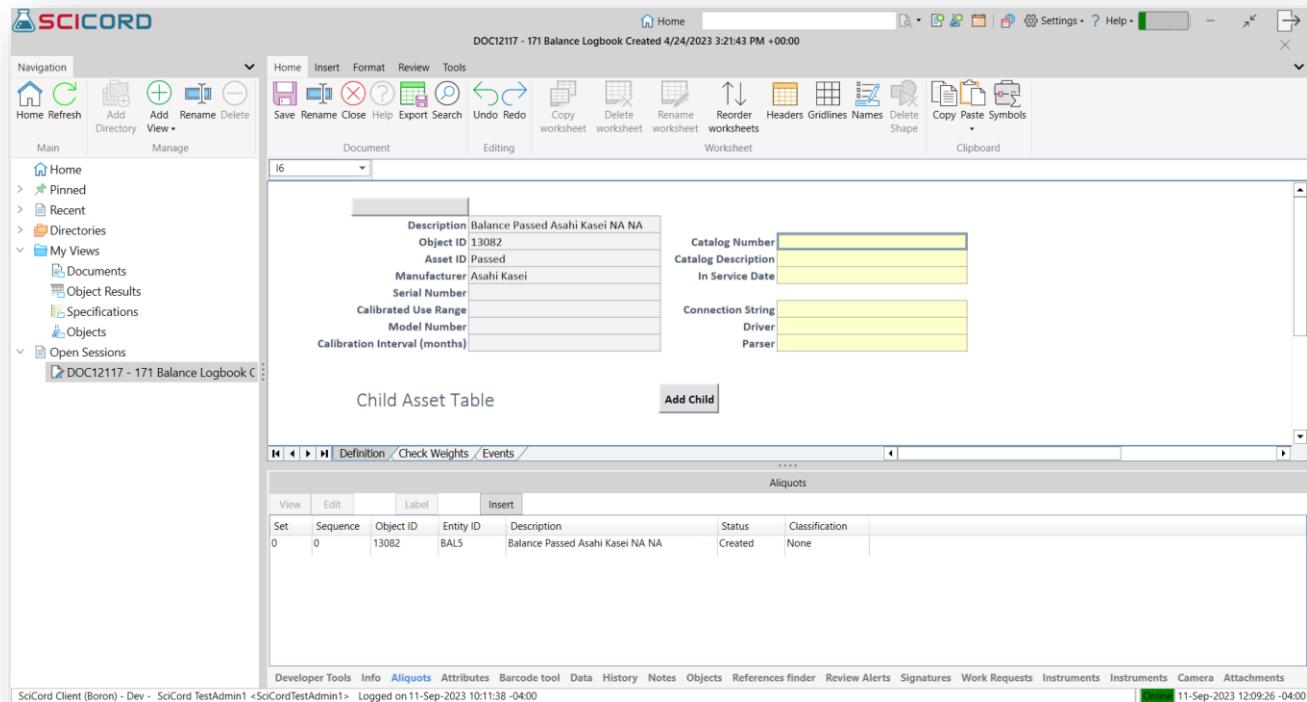 SCICORD
Home
Settings
? Help
DOC12117 - 171 Balance Logbook Created 4/24/2023 3:21:43 PM +00:00
Navigation
Home Insert Format Review Tools
Home Refresh Add Directory Add View Rename Delete
Main Manage
Save Rename Close Help Export Search Undo Redo Copy worksheet Delete worksheet Rename worksheet Reorder worksheets Headers Gridlines Names Delete Shape Copy Paste Symbols
Document Editing Worksheet Clipboard
Home
Pinned
Recent
Directories
My Views
Documents
Object Results
Specifications
Objects
Open Sessions
DOC12117 - 171 Balance Logbook C
I6
Description Balance Passed Asahi Kasei NA NA
Object ID 13082 Catalog Number
Asset ID Passed Catalog Description
Manufacturer Asahi Kasei In Service Date
Serial Number
Calibrated Use Range Connection String
Model Number Driver
Calibration Interval (months) Parser
Child Asset Table Add Child
Definition Check Weights Events
Aliquots
View Edit Label Insert
Set Sequence Object ID Entity ID Description Status Classification
0 0 13082 BAL5 Balance Passed Asahi Kasei NA NA Created None
Developer Tools Info Aliquots Attributes Barcode tool Data History Notes Objects References finder Review Alerts Signatures Work Requests Instruments Instruments Camera Attachments
SciCord Client (Boron) - Dev - SciCord TestAdmin1 <SciCordTestAdmin1> Logged on 11-Sep-2023 10:11:38 -04:00 Online 11-Sep-2023 12:09:26 -04:00